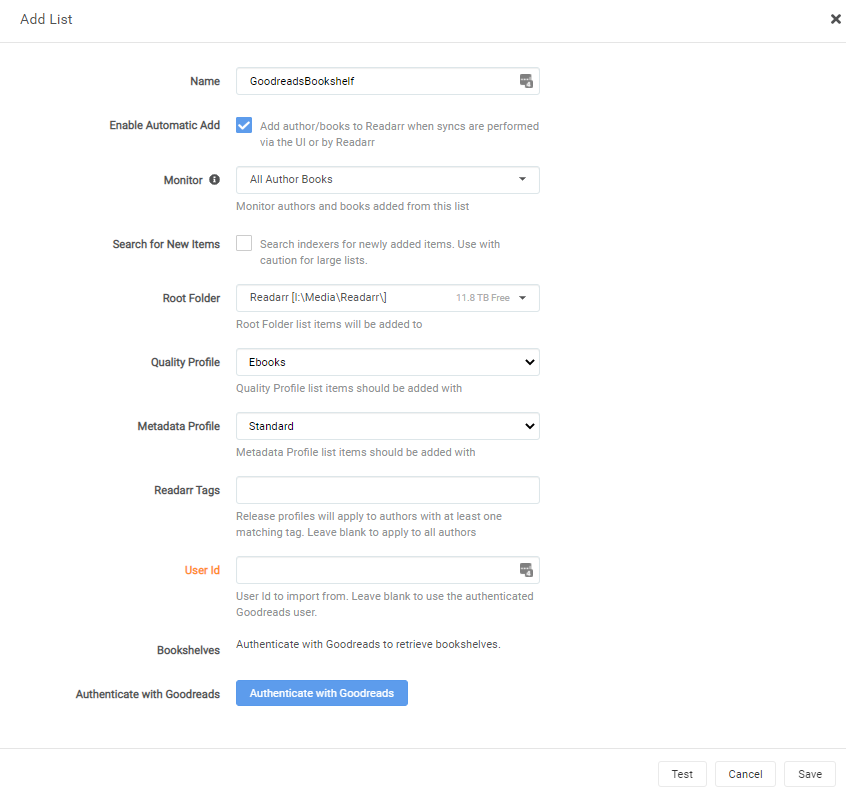 Add List
Name
GoodreadsBookshelf
Enable Automatic Add
Add author/books to Readarr when syncs are performed
via the UI or by Readarr
Monitor
All Author Books
Monitor authors and books added from this list
Search for New Items
Search indexers for newly added items. Use with
caution for large lists.
Root Folder
Readarr [I:\Media\Readarr\] 11.8 TB Free
Root Folder list items will be added to
Quality Profile
Ebooks
Quality Profile list items should be added with
Metadata Profile
Standard
Metadata Profile list items should be added with
Readarr Tags
Release profiles will apply to authors with at least one
matching tag. Leave blank to apply to all authors
User Id
User Id to import from. Leave blank to use the authenticated
Goodreads user.
Bookshelves
Authenticate with Goodreads to retrieve bookshelves.
Authenticate with Goodreads
Authenticate with Goodreads
Test
Cancel
Save